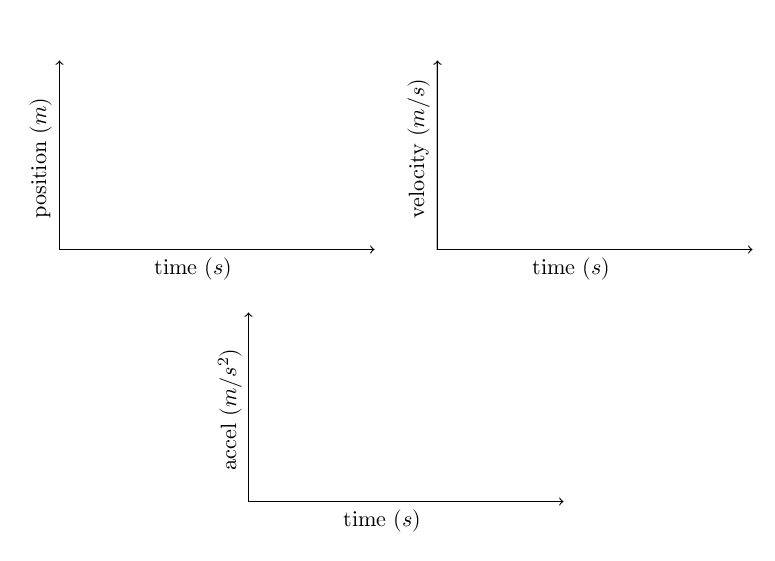 position (m)
time (s)
velocity (m/s)
time (s)
accel (m/s²)
time (s)